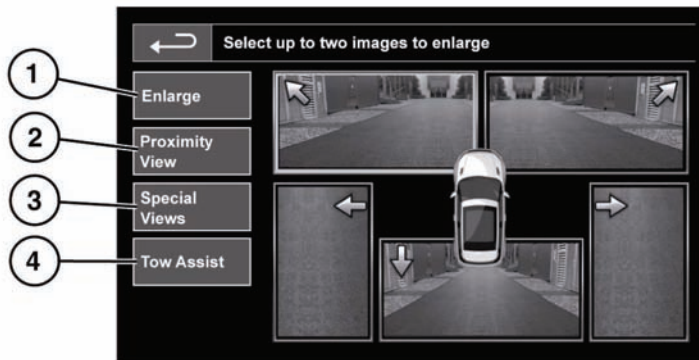 Select up to two images to enlarge
1
Enlarge
2
Proximity
View
3
Special
Views
4
Tow Assist